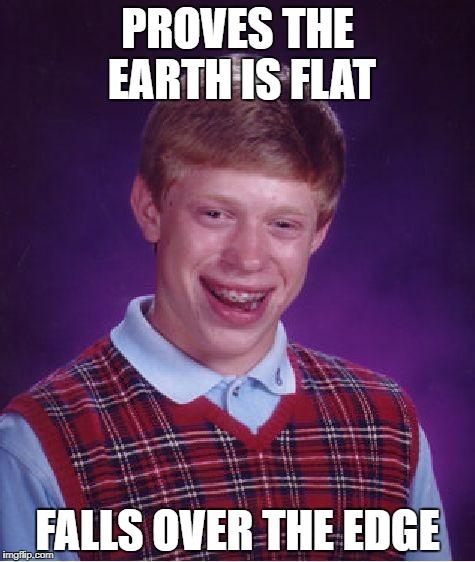 PROVES THE
EARTH IS FLAT
FALLS OVER THE EDGE
imgflip.com